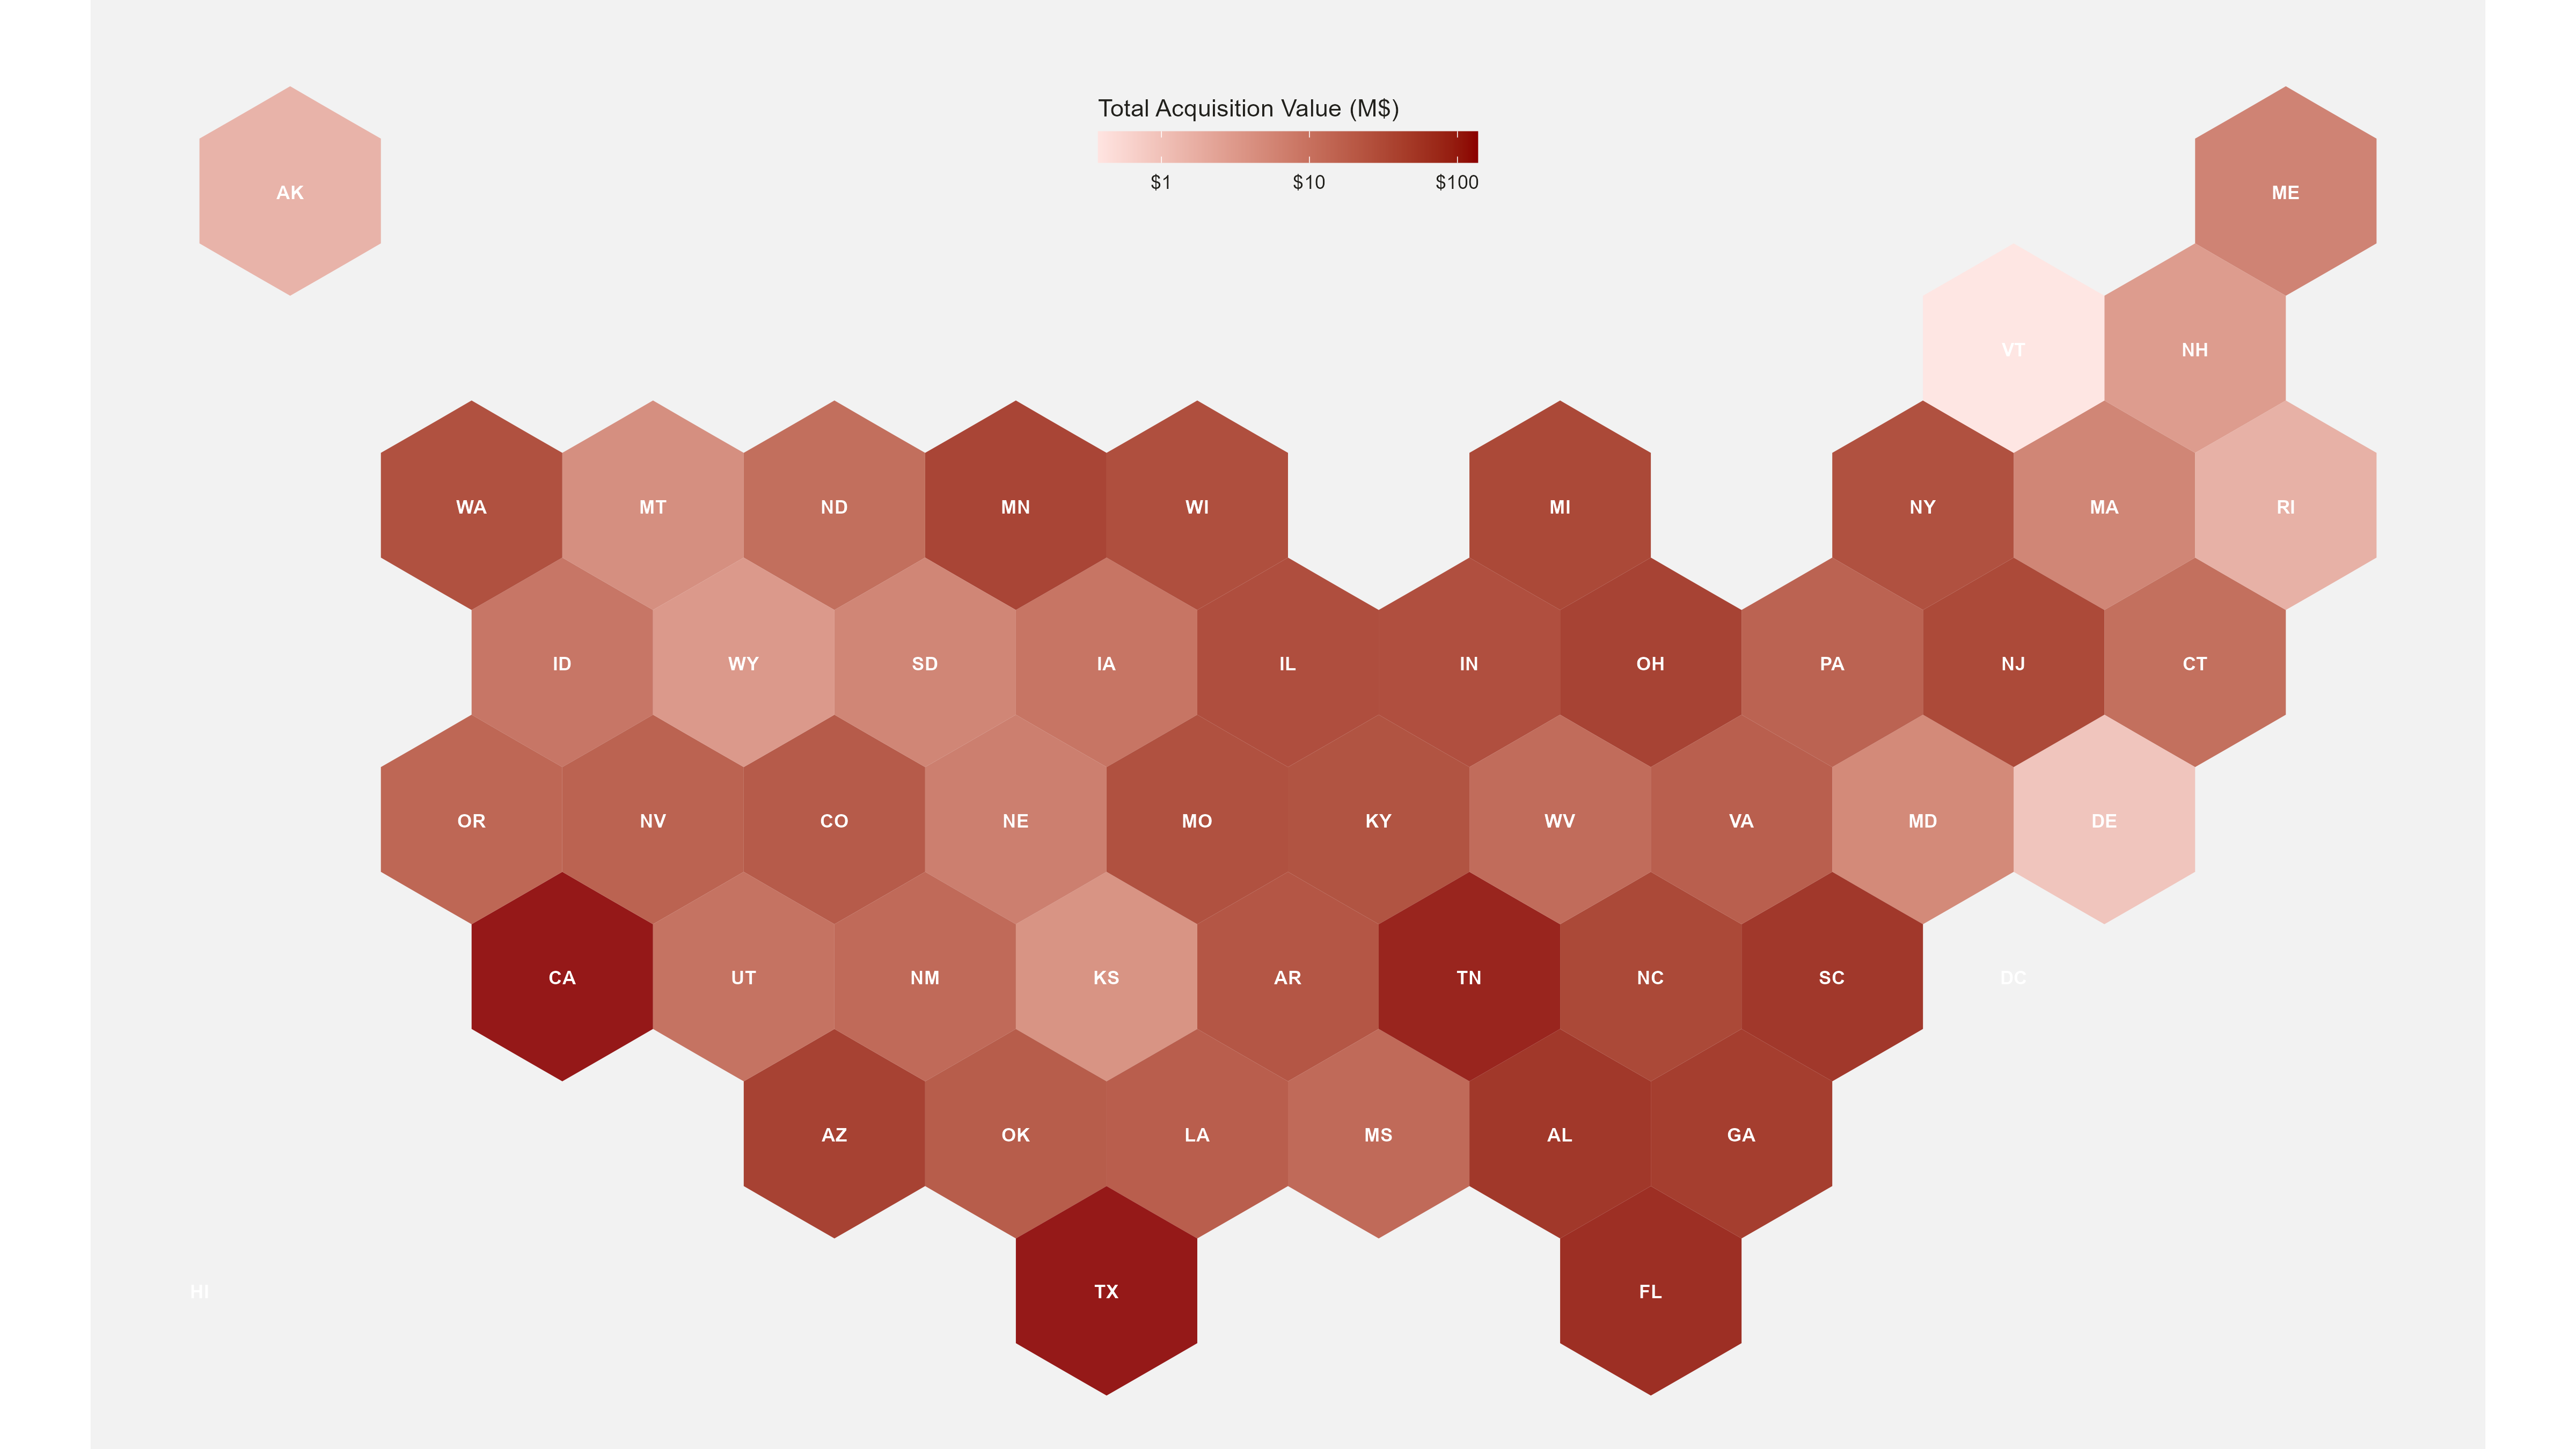 Total Acquisition Value (M$)
$1 $10 $100
AK ME
VT NH
WA MT ND MN WI MI NY MA RI
ID WY SD IA IL IN OH PA NJ CT
OR NV CO NE MO KY WV VA MD DE
CA UT NM KS AR TN NC SC DC
AZ OK LA MS AL GA
HI TX FL